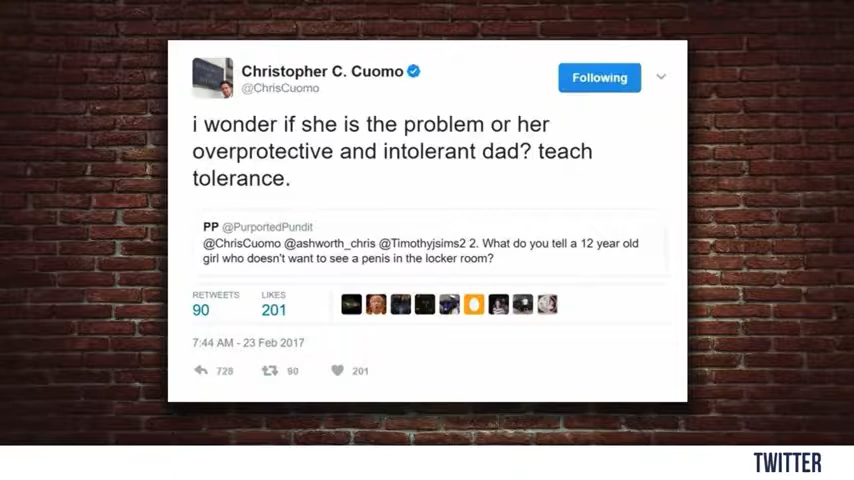 Christopher C. Cuomo
@ChrisCuomo
Following
i wonder if she is the problem or her
overprotective and intolerant dad? teach
tolerance.
PP @PurportedPundit
@ChrisCuomo @ashworth_chris @Timothyjsims2 2. What do you tell a 12 year old
girl who doesn't want to see a penis in the locker room?
RETWEETS LIKES
90 201
7:44 AM - 23 Feb 2017
728 90 201
TWITTER